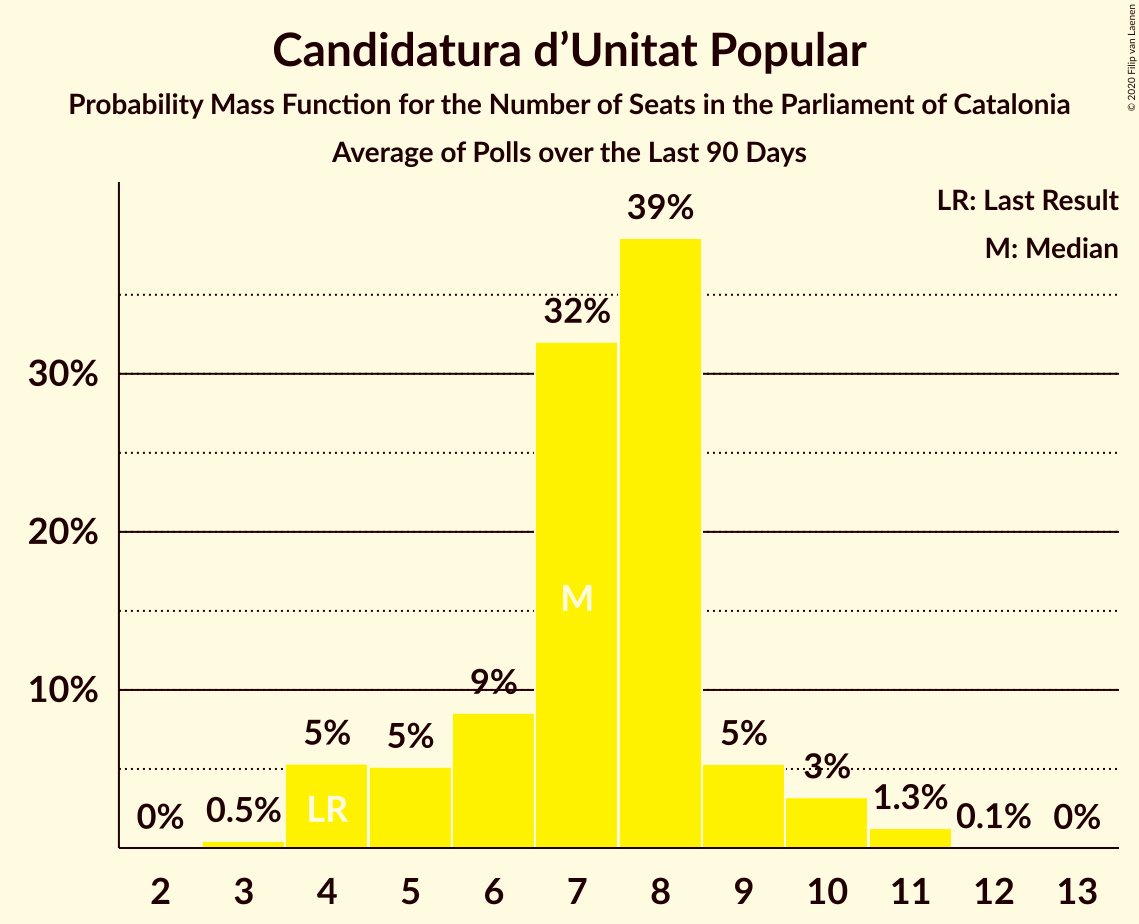 Candidatura d’Unitat Popular
Probability Mass Function for the Number of Seats in the Parliament of Catalonia
Average of Polls over the Last 90 Days
© 2020 Filip van Laenen
LR: Last Result
M: Median
39%
32%
30%
20%
M
10%
9%
5%
5%
5%
3%
1.3%
0%
0.5%
LR
0.1%
0%
2 3 4 5 6 7 8 9 10 11 12 13